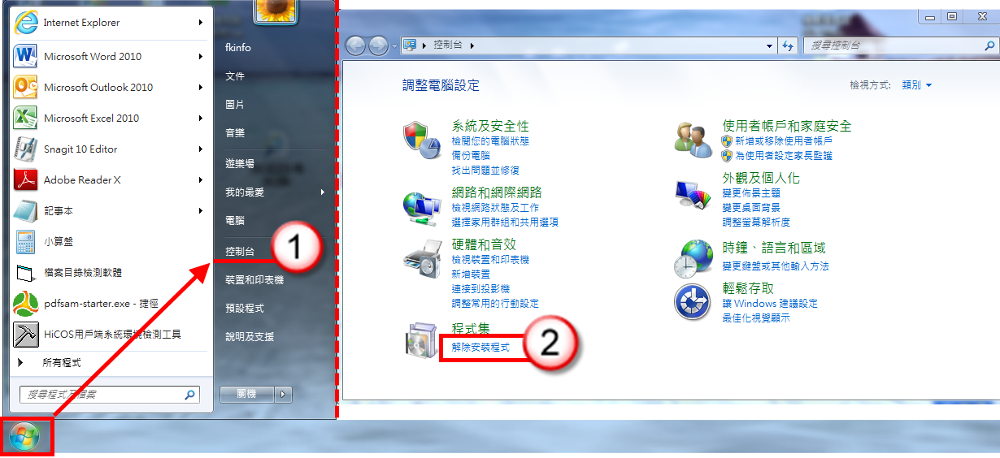 Internet Explorer
Microsoft Word 2010
Microsoft Outlook 2010
Microsoft Excel 2010
Snagit 10 Editor
Adobe Reader X
記事本
小算盤
檔案目錄檢測軟體
pdfsam-starter.exe - 捷徑
HiCOS用戶端系統環境檢測工具
所有程式
搜尋程式及檔案
fkinfo
文件
圖片
音樂
遊樂場
我的最愛
電腦
控制台
1
裝置和印表機
預設程式
說明及支援
關機
控制台
搜尋控制台
調整電腦設定
檢視方式: 類別
系統及安全性
檢閱您的電腦狀態
備份電腦
找出問題並修復
網路和網際網路
檢視網路狀態及工作
選擇家用群組和共用選項
硬體和音效
檢視裝置和印表機
新增裝置
連接到投影機
調整常用的行動設定
程式集
解除安裝程式
2
使用者帳戶和家庭安全
新增或移除使用者帳戶
為使用者設定家長監護
外觀及個人化
變更佈景主題
變更桌面背景
調整螢幕解析度
時鐘、語言和區域
變更鍵盤或其他輸入方法
輕鬆存取
讓 Windows 建議設定
最佳化視覺顯示